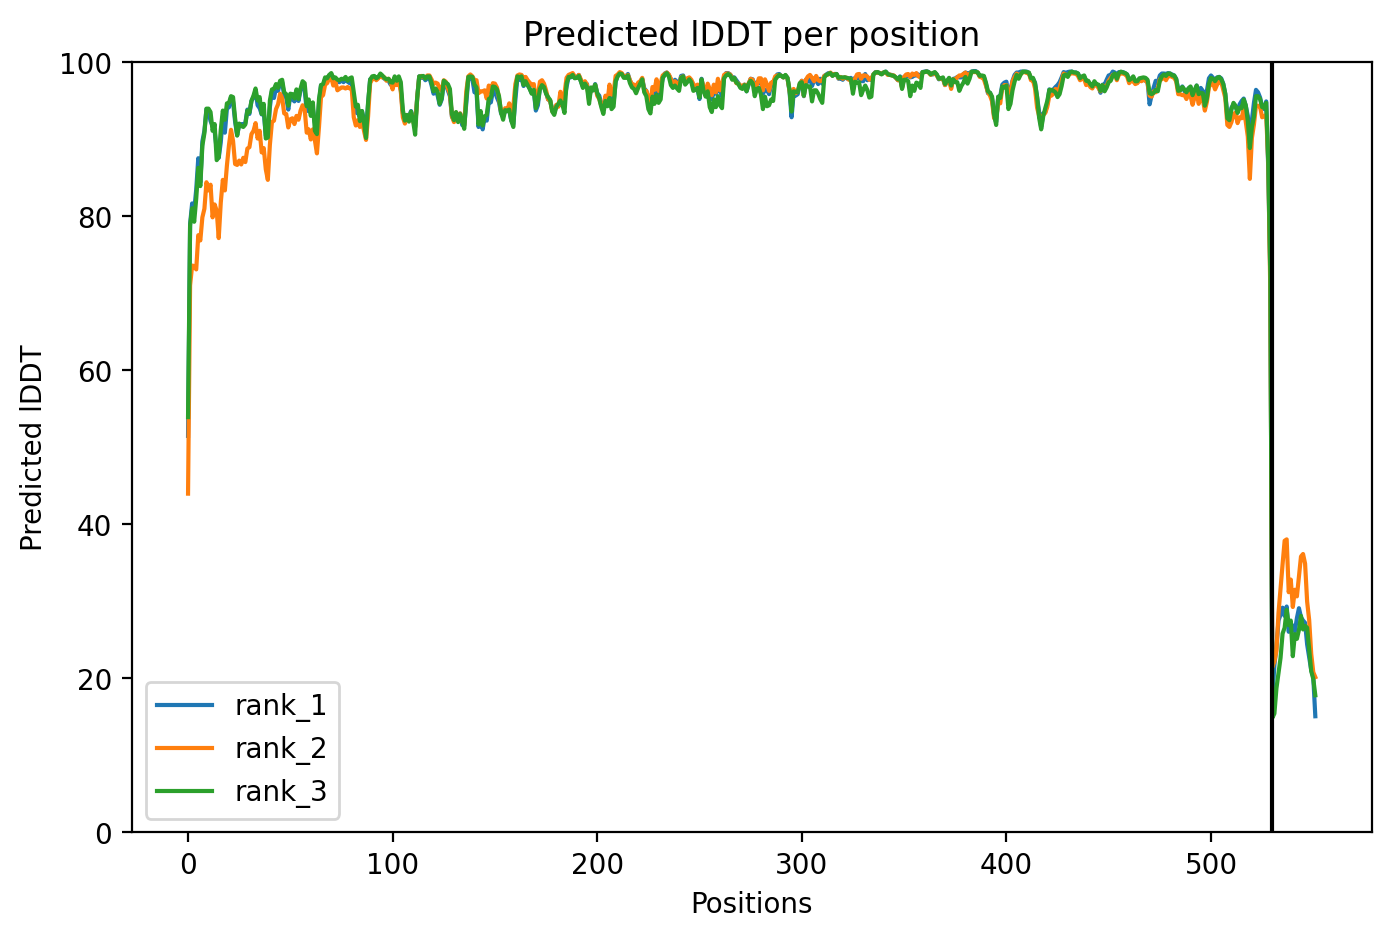 Predicted lDDT per position
Predicted lDDT
100
80
60
40
20
0
rank_1
rank_2
rank_3
0 100 200 300 400 500
Positions